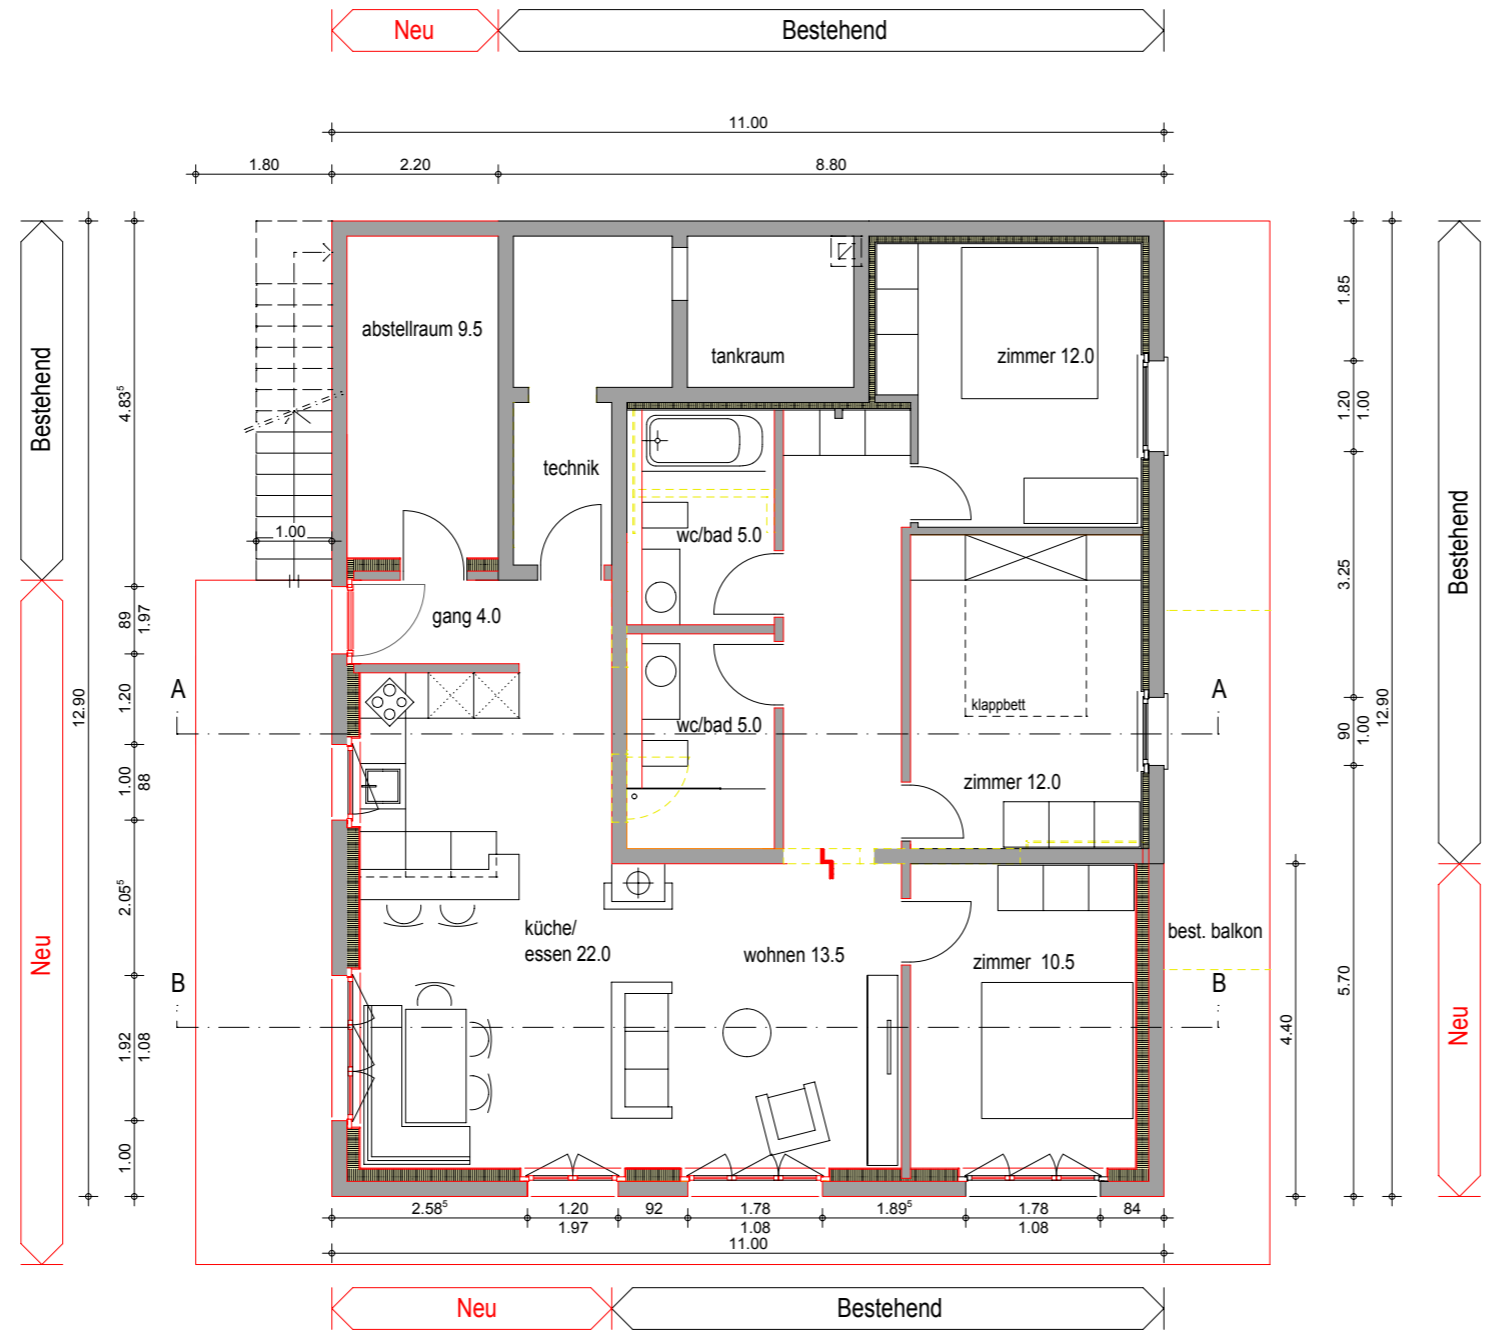 Neu
Bestehend
11.00
1.80
2.20
8.80
Bestehend
Neu
12.90
4.83⁵
89
1.97
1.20
1.00
88
2.05⁵
1.92
1.08
1.00
1.00
abstellraum 9.5
tankraum
zimmer 12.0
technik
wc/bad 5.0
gang 4.0
A
A
klappbett
wc/bad 5.0
zimmer 12.0
küche/
essen 22.0
wohnen 13.5
zimmer 10.5
best. balkon
B
B
1.85
1.20
1.00
3.25
90
1.00
12.90
5.70
4.40
Bestehend
Neu
2.58⁵
1.20
1.97
92
1.78
1.08
1.89⁵
1.78
1.08
84
11.00
Neu
Bestehend